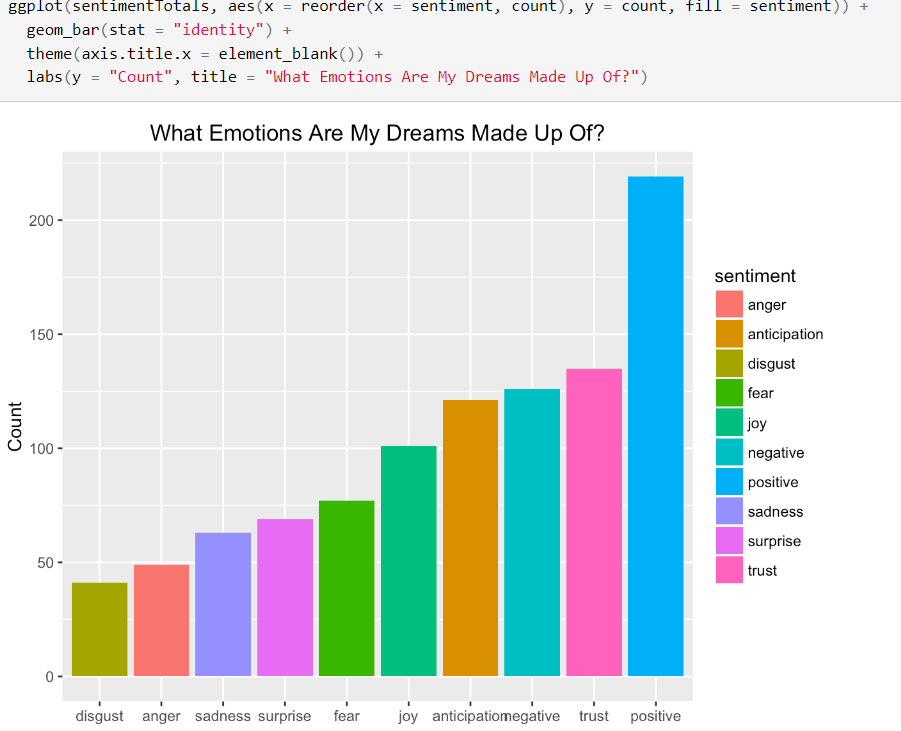 ggplot(sentimentTotals, aes(x = reorder(x = sentiment, count), y = count, fill = sentiment)) +
geom_bar(stat = "identity") +
theme(axis.title.x = element_blank()) +
labs(y = "Count", title = "What Emotions Are My Dreams Made Up Of?")
What Emotions Are My Dreams Made Up Of?
Count
200
150
100
50
0
disgust anger sadness surprise fear joy anticipation negative trust positive
sentiment
anger
anticipation
disgust
fear
joy
negative
positive
sadness
surprise
trust